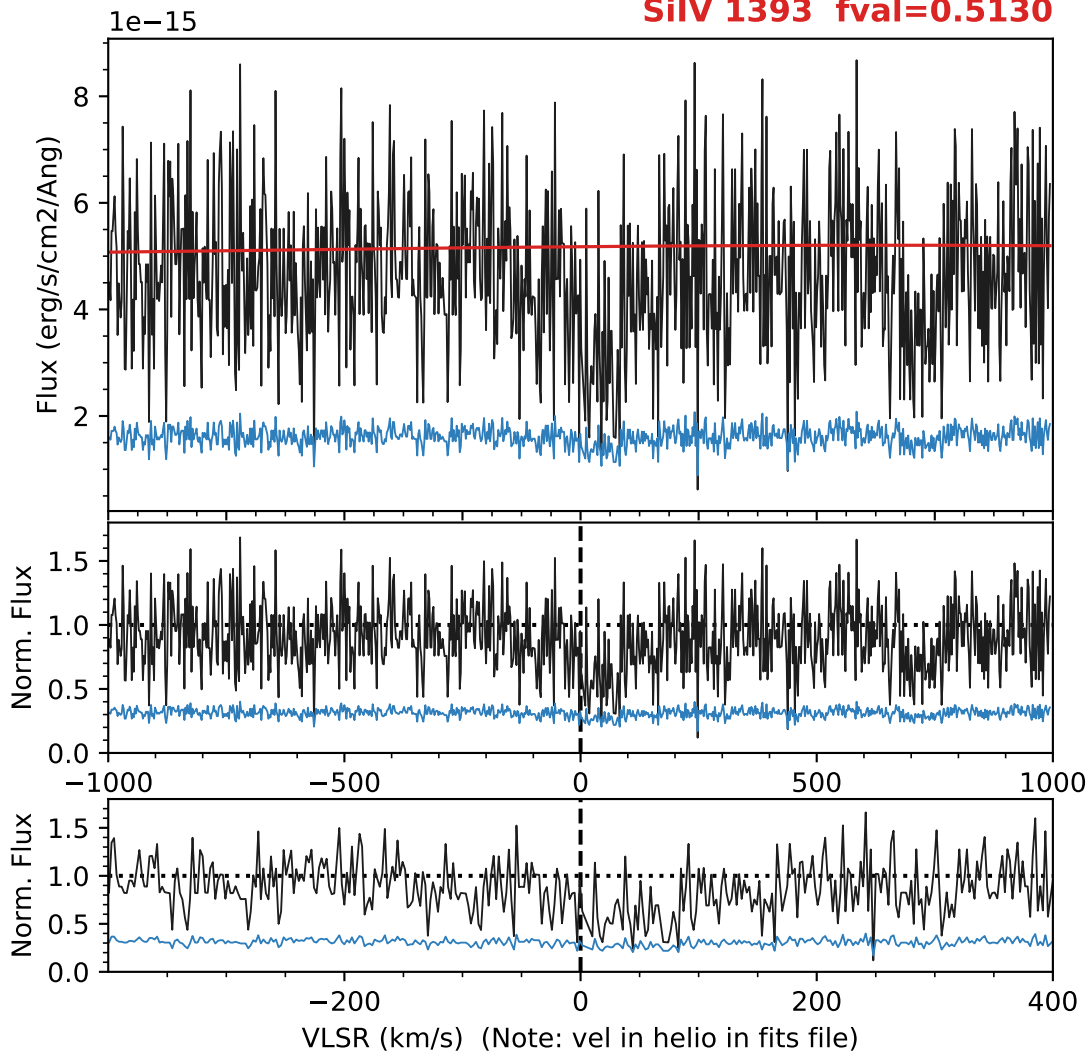 1e−15
SiIV 1393 fval=0.5130
8
6
4
2
Flux (erg/s/cm2/Ang)
1.5
1.0
0.5
0.0
Norm. Flux
−1000 −500 0 500 1000
1.5
1.0
0.5
0.0
Norm. Flux
−200 0 200 400
VLSR (km/s) (Note: vel in helio in fits file)